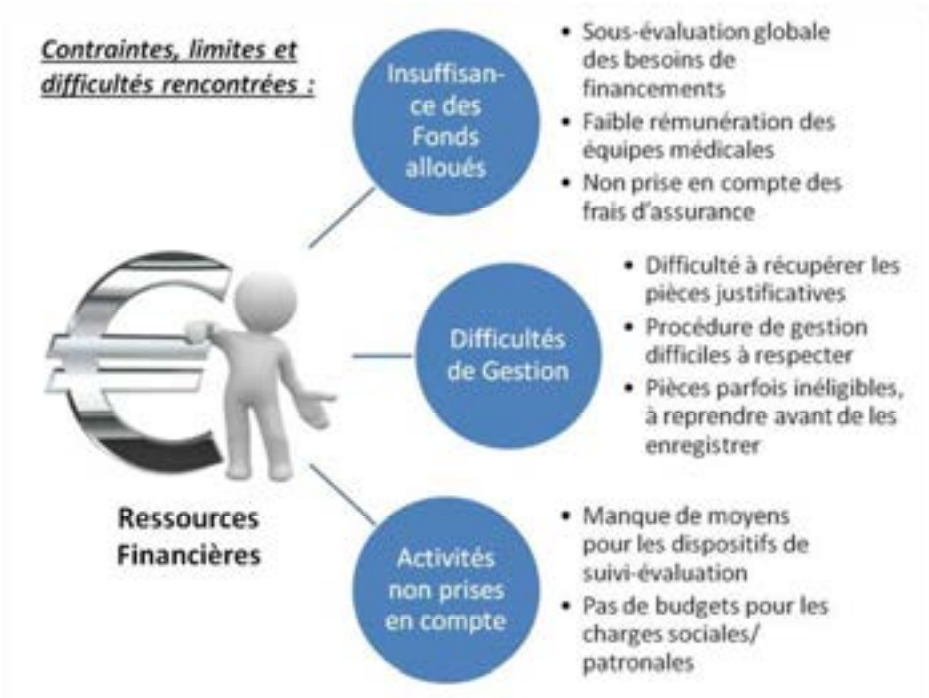 Contraintes, limites et
difficultés rencontrées :
Insuffisan-
ce des
Fonds
alloués
• Sous-évaluation globale
des besoins de
financements
• Faible rémunération des
équipes médicales
• Non prise en compte des
frais d'assurance
Difficultés
de Gestion
• Difficulté à récupérer les
pièces justificatives
• Procédure de gestion
difficiles à respecter
• Pièces parfois inéligibles,
à reprendre avant de les
enregistrer
Ressources
Financières
Activités
non prises
en compte
• Manque de moyens
pour les dispositifs de
suivi-évaluation
• Pas de budgets pour les
charges sociales/
patronales